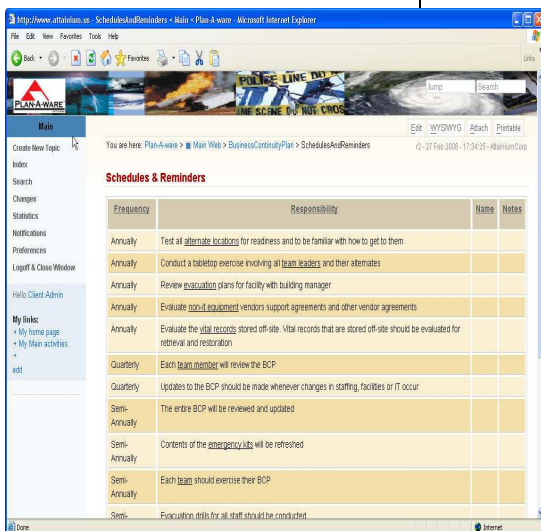 http://www.attainium.us - SchedulesAndReminders < Main < Plan-A-ware - Microsoft Internet Explorer
File Edit View Favorites Tools Help
Back Favorites Links
POLICE LINE DO
PLAN-A-WARE
Jump Search
SCENE DO NOT CROS
Main
Edit WYSIWYG Attach Printable
Create New Topic
You are here: Plan-A-ware > Main Web > BusinessContinuityPlan > SchedulesAndReminders
r2 - 27 Feb 2008 - 17:34:25 - AttainiumCorp
Index
Search
Changes
Statistics
Notifications
Preferences
Logoff & Close Window
Hello Client Admin
My links:
+ My home page
+ My Main activities
+
edit
Schedules & Reminders
Frequency Responsibility Name Notes
Annually Test all alternate locations for readiness and to be familiar with how to get to them
Annually Conduct a tabletop exercise involving all team leaders and their alternates
Annually Review evacuation plans for facility with building manager
Annually Evaluate non-it equipment vendors support agreements and other vendor agreements
Annually Evaluate the vital records stored off-site. Vital records that are stored off-site should be evaluated for
retrieval and restoration
Quarterly Each team member will review the BCP
Quarterly Updates to the BCP should be made whenever changes in staffing, facilities or IT occur
Semi-
Annually The entire BCP will be reviewed and updated
Semi-
Annually Contents of the emergency kits will be refreshed
Semi-
Annually Each team should exercise their BCP
Semi- Evacuation drills for all staff should be conducted
Done Internet